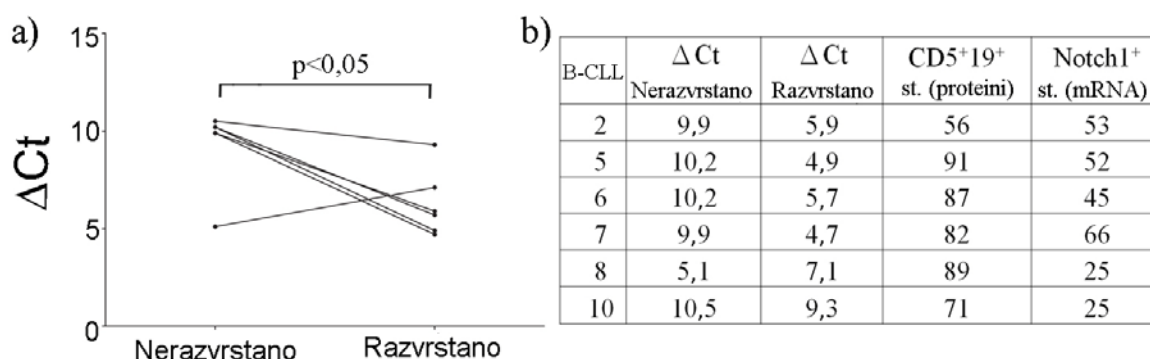 a)
15
10
5
0
ΔCt
p<0,05
Nerazvrstano Razvrstano
b)
B-CLL Δ Ct Nerazvrstano Δ Ct Razvrstano CD5⁺19⁺ st. (proteini) Notch1⁺ st. (mRNA)
2 9,9 5,9 56 53
5 10,2 4,9 91 52
6 10,2 5,7 87 45
7 9,9 4,7 82 66
8 5,1 7,1 89 25
10 10,5 9,3 71 25